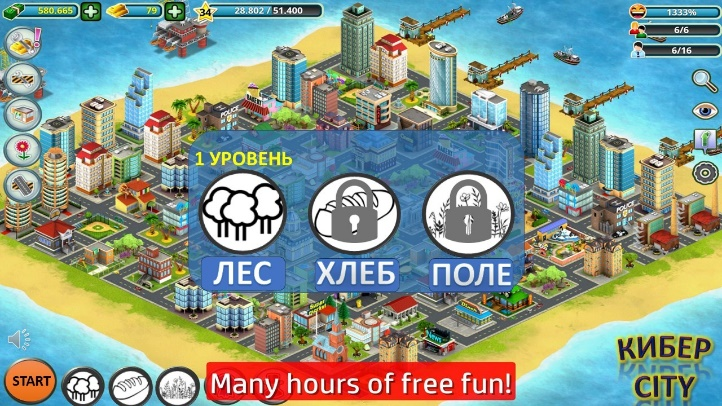 580.665
79
34
28.802 / 51.400
1333%
6/6
6/16
1 УРОВЕНЬ
ЛЕС
ХЛЕБ
ПОЛЕ
START
Many hours of free fun!
КИБЕР
CITY